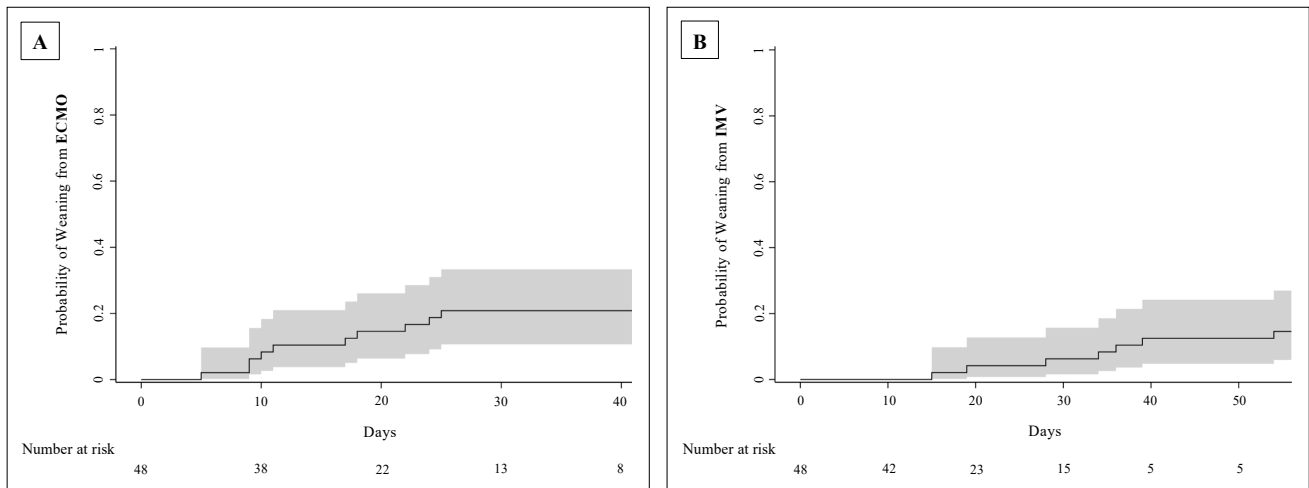 A
Probability of Weaning from ECMO
1
0.8
0.6
0.4
0.2
0
0 10 20 30 40
Days
Number at risk
48 38 22 13 8
B
Probability of Weaning from IMV
1
0.8
0.6
0.4
0.2
0
0 10 20 30 40 50
Days
Number at risk
48 42 23 15 5 5